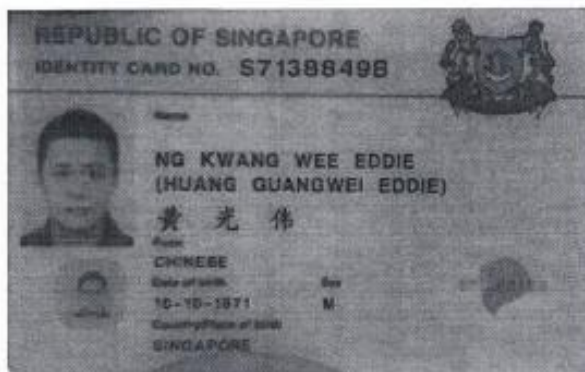 REPUBLIC OF SINGAPORE
IDENTITY CARD NO. S7138849B
Name
NG KWANG WEE EDDIE
(HUANG GUANGWEI EDDIE)
黄 光 伟
Race
CHINESE
Date of birth Sex
10-10-1971 M
Country/Place of birth
SINGAPORE